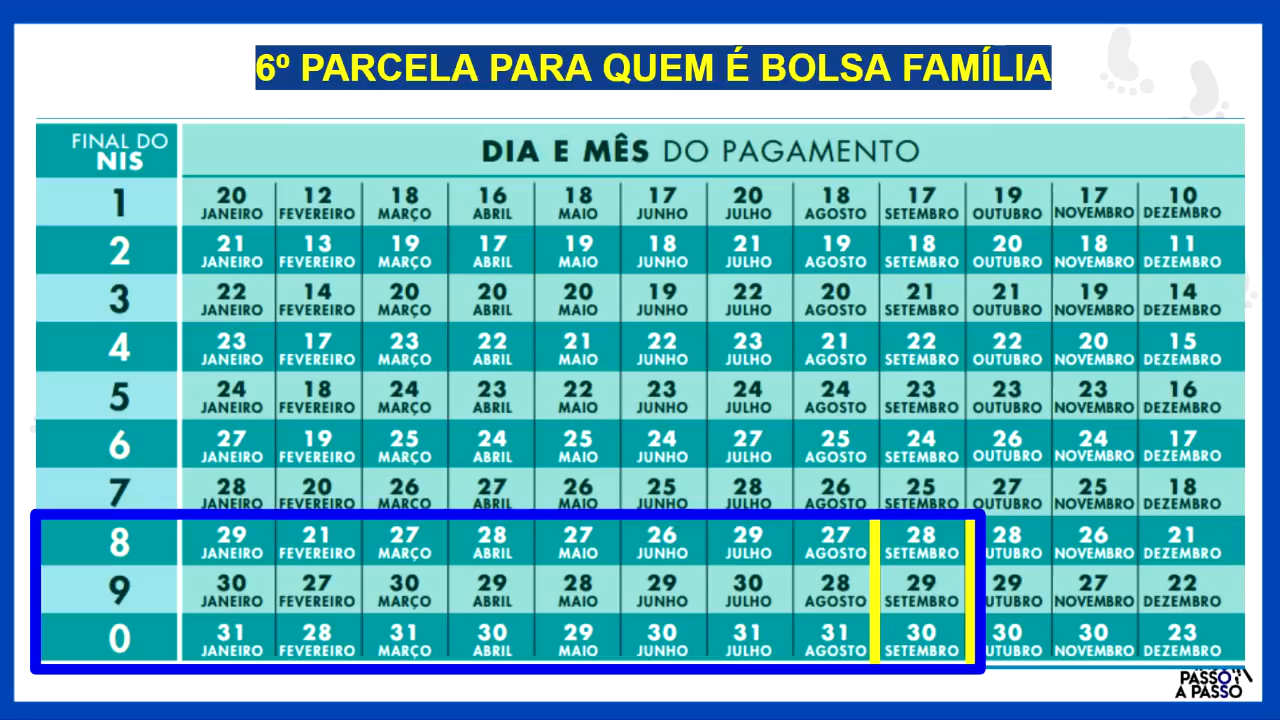 6º PARCELA PARA QUEM É BOLSA FAMÍLIA
FINAL DO NIS DIA E MÊS DO PAGAMENTO
1 20 JANEIRO 12 FEVEREIRO 18 MARÇO 16 ABRIL 18 MAIO 17 JUNHO 20 JULHO 18 AGOSTO 17 SETEMBRO 19 OUTUBRO 17 NOVEMBRO 10 DEZEMBRO
2 21 JANEIRO 13 FEVEREIRO 19 MARÇO 17 ABRIL 19 MAIO 18 JUNHO 21 JULHO 19 AGOSTO 18 SETEMBRO 20 OUTUBRO 18 NOVEMBRO 11 DEZEMBRO
3 22 JANEIRO 14 FEVEREIRO 20 MARÇO 20 ABRIL 20 MAIO 19 JUNHO 22 JULHO 20 AGOSTO 21 SETEMBRO 21 OUTUBRO 19 NOVEMBRO 14 DEZEMBRO
4 23 JANEIRO 17 FEVEREIRO 23 MARÇO 22 ABRIL 21 MAIO 22 JUNHO 23 JULHO 21 AGOSTO 22 SETEMBRO 22 OUTUBRO 20 NOVEMBRO 15 DEZEMBRO
5 24 JANEIRO 18 FEVEREIRO 24 MARÇO 23 ABRIL 22 MAIO 23 JUNHO 24 JULHO 24 AGOSTO 23 SETEMBRO 23 OUTUBRO 23 NOVEMBRO 16 DEZEMBRO
6 27 JANEIRO 19 FEVEREIRO 25 MARÇO 24 ABRIL 25 MAIO 24 JUNHO 27 JULHO 25 AGOSTO 24 SETEMBRO 26 OUTUBRO 24 NOVEMBRO 17 DEZEMBRO
7 28 JANEIRO 20 FEVEREIRO 26 MARÇO 27 ABRIL 26 MAIO 25 JUNHO 28 JULHO 26 AGOSTO 25 SETEMBRO 27 OUTUBRO 25 NOVEMBRO 18 DEZEMBRO
8 29 JANEIRO 21 FEVEREIRO 27 MARÇO 28 ABRIL 27 MAIO 26 JUNHO 29 JULHO 27 AGOSTO 28 SETEMBRO 28 UTUBRO 26 NOVEMBRO 21 DEZEMBRO
9 30 JANEIRO 27 FEVEREIRO 30 MARÇO 29 ABRIL 28 MAIO 29 JUNHO 30 JULHO 28 AGOSTO 29 SETEMBRO 29 UTUBRO 27 NOVEMBRO 22 DEZEMBRO
0 31 JANEIRO 28 FEVEREIRO 31 MARÇO 30 ABRIL 29 MAIO 30 JUNHO 31 JULHO 31 AGOSTO 30 SETEMBRO 30 UTUBRO 30 NOVEMBRO 23 DEZEMBRO
PASSO
A PASSO